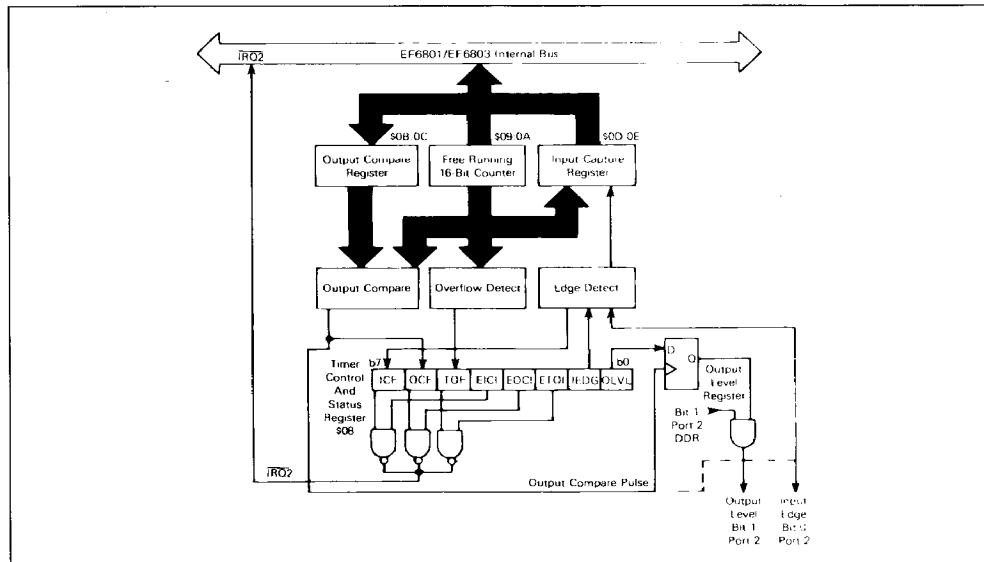 IRQ2
EF6801/EF6803 Internal Bus
$0B:0C
$09:0A
$0D:0E
Output Compare
Register
Free Running
16-Bit Counter
Input Capture
Register
Output Compare
Overflow Detect
Edge Detect
Timer
Control
And
Status
Register
$08
b7
b0
ICF
OCF
TOF
EICI
EOCI
ETOI
IEDG
OLVL
D
Q
Output
Level
Register
Bit 1
Port 2
DDR
IRQ2
Output Compare Pulse
Output
Level
Bit 1
Port 2
Input
Edge
Bit 0
Port 2